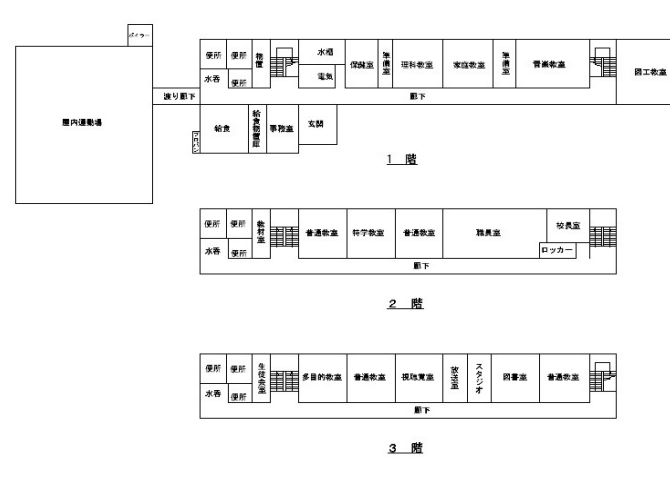 ボイラー
便所
便所
物置
水槽
保健室
準備室
理科教室
家庭教室
準備室
音楽教室
図工教室
水呑
便所
電気
渡り廊下
廊下
屋内運動場
プロパン
給食
給食物置庫
事務室
玄関
1 階
便所
便所
教材室
普通教室
特学教室
普通教室
職員室
校長室
水呑
便所
ロッカー
廊下
2 階
便所
便所
生徒会室
多目的教室
普通教室
視聴覚室
放送室
スタジオ
図書室
普通教室
水呑
便所
廊下
3 階